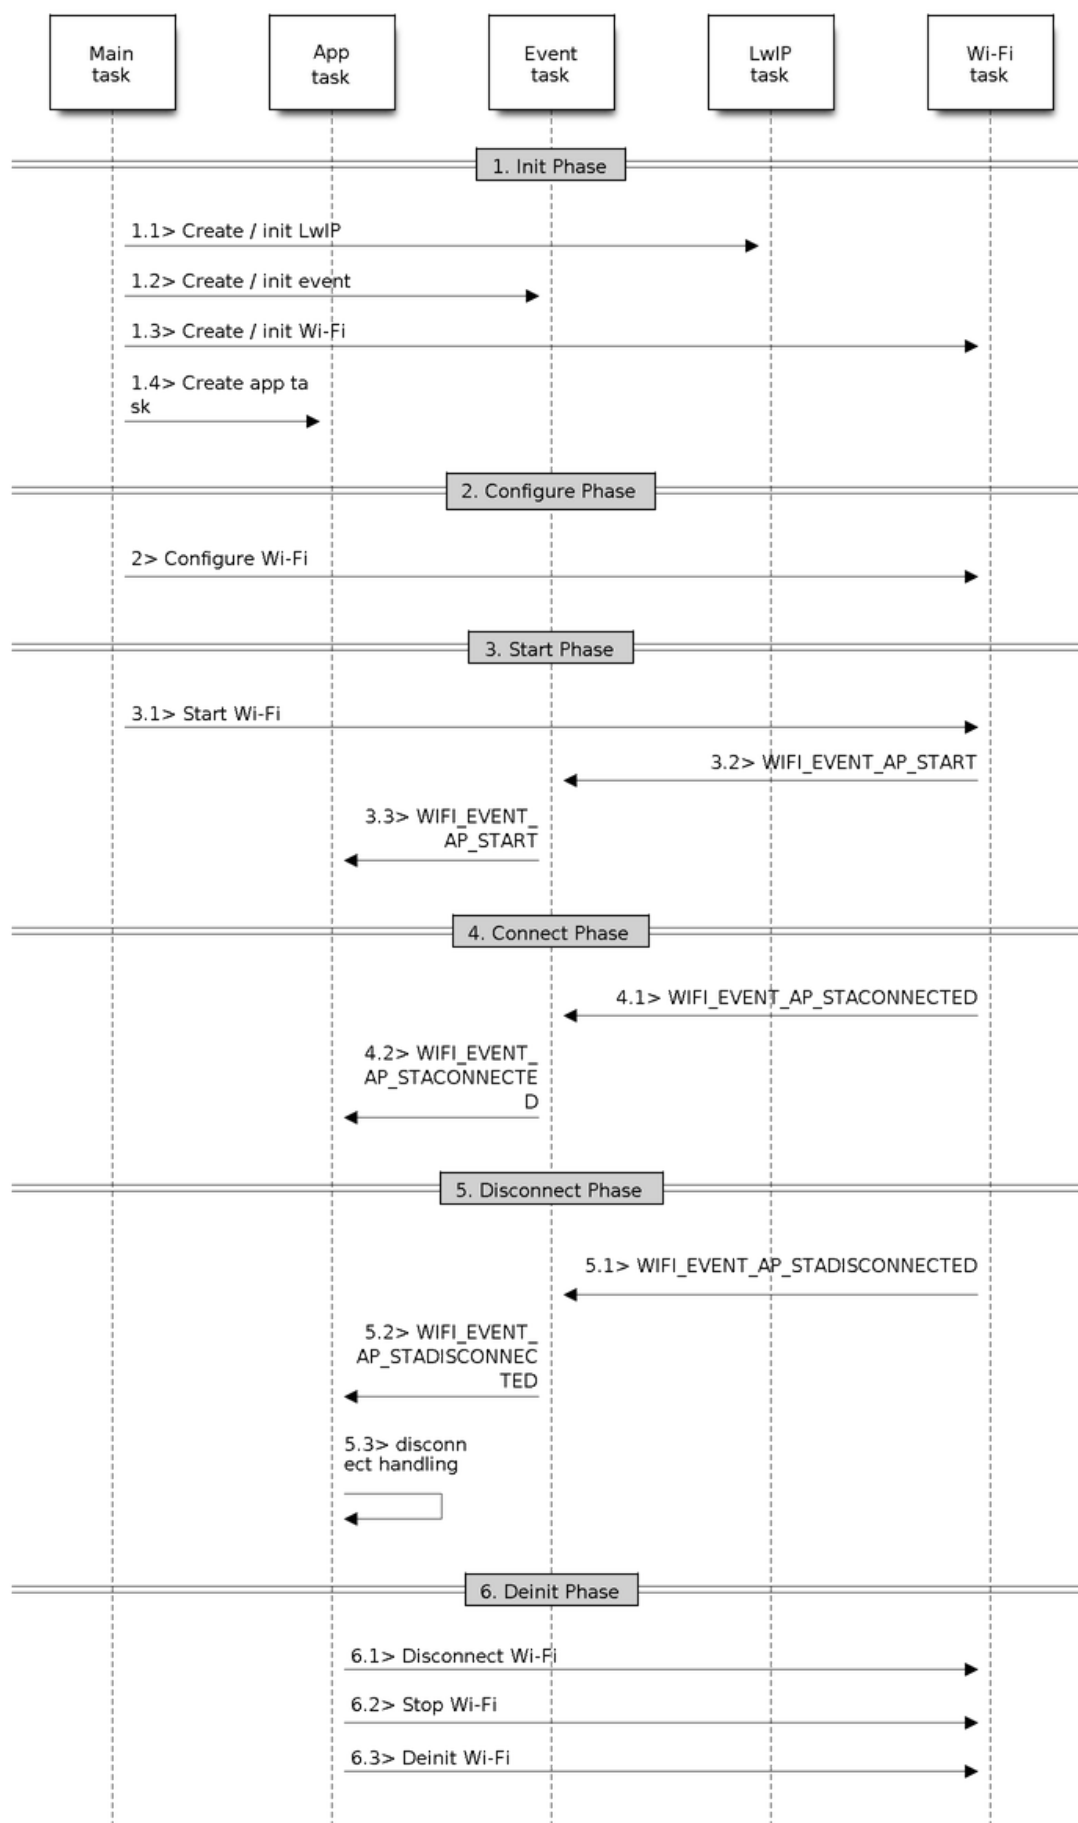 Main
task
App
task
Event
task
LwIP
task
Wi-Fi
task
1. Init Phase
1.1> Create / init LwIP
1.2> Create / init event
1.3> Create / init Wi-Fi
1.4> Create app ta
sk
2. Configure Phase
2> Configure Wi-Fi
3. Start Phase
3.1> Start Wi-Fi
3.2> WIFI_EVENT_AP_START
3.3> WIFI_EVENT_
AP_START
4. Connect Phase
4.1> WIFI_EVENT_AP_STACONNECTED
4.2> WIFI_EVENT_
AP_STACONNECTE
D
5. Disconnect Phase
5.1> WIFI_EVENT_AP_STADISCONNECTED
5.2> WIFI_EVENT_
AP_STADISCONNEC
TED
5.3> disconn
ect handling
6. Deinit Phase
6.1> Disconnect Wi-Fi
6.2> Stop Wi-Fi
6.3> Deinit Wi-Fi